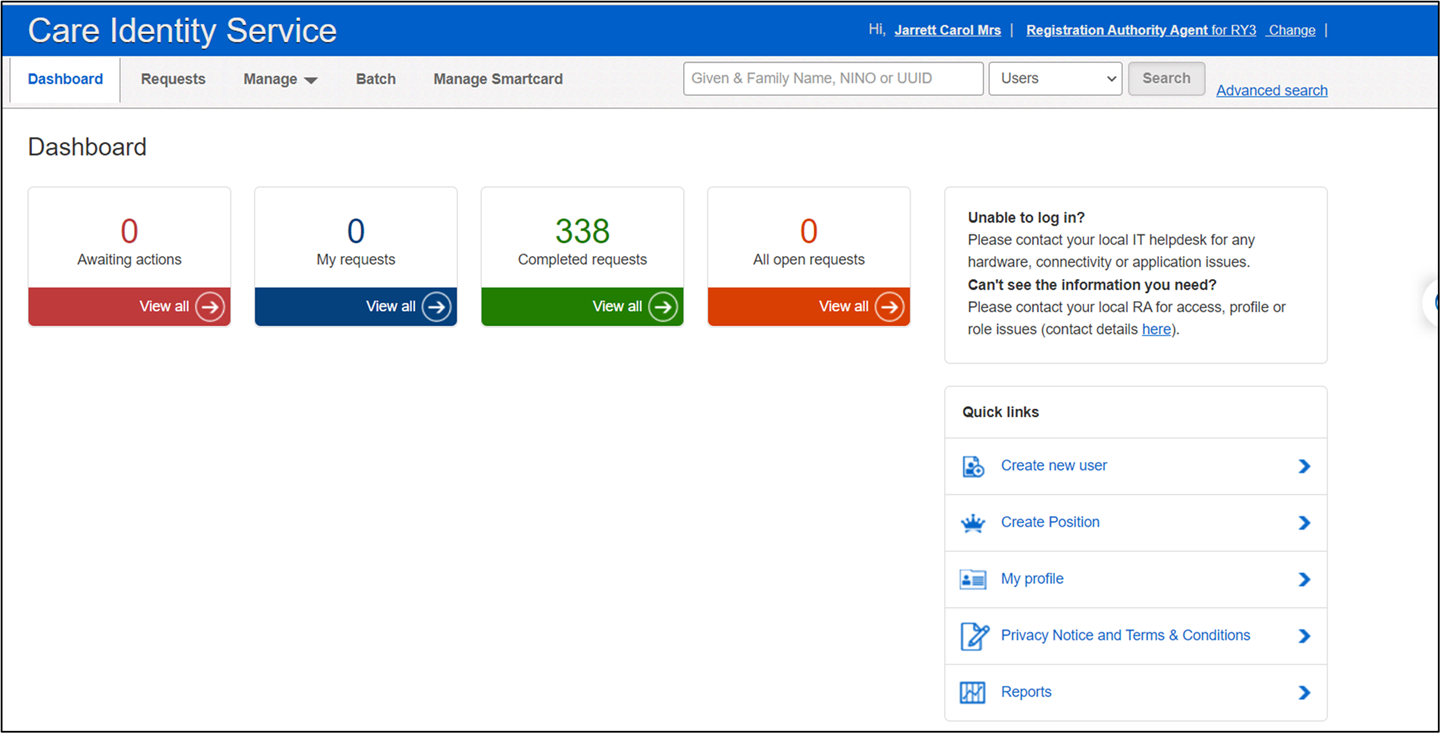 Care Identity Service
Hi, Jarrett Carol Mrs | Registration Authority Agent for RY3 Change |
Dashboard Requests Manage Batch Manage Smartcard Given & Family Name, NINO or UUID Users Search Advanced search
Dashboard
0
Awaiting actions
View all
0
My requests
View all
338
Completed requests
View all
0
All open requests
View all
Unable to log in?
Please contact your local IT helpdesk for any
hardware, connectivity or application issues.
Can't see the information you need?
Please contact your local RA for access, profile or
role issues (contact details here).
Quick links
Create new user
Create Position
My profile
Privacy Notice and Terms & Conditions
Reports